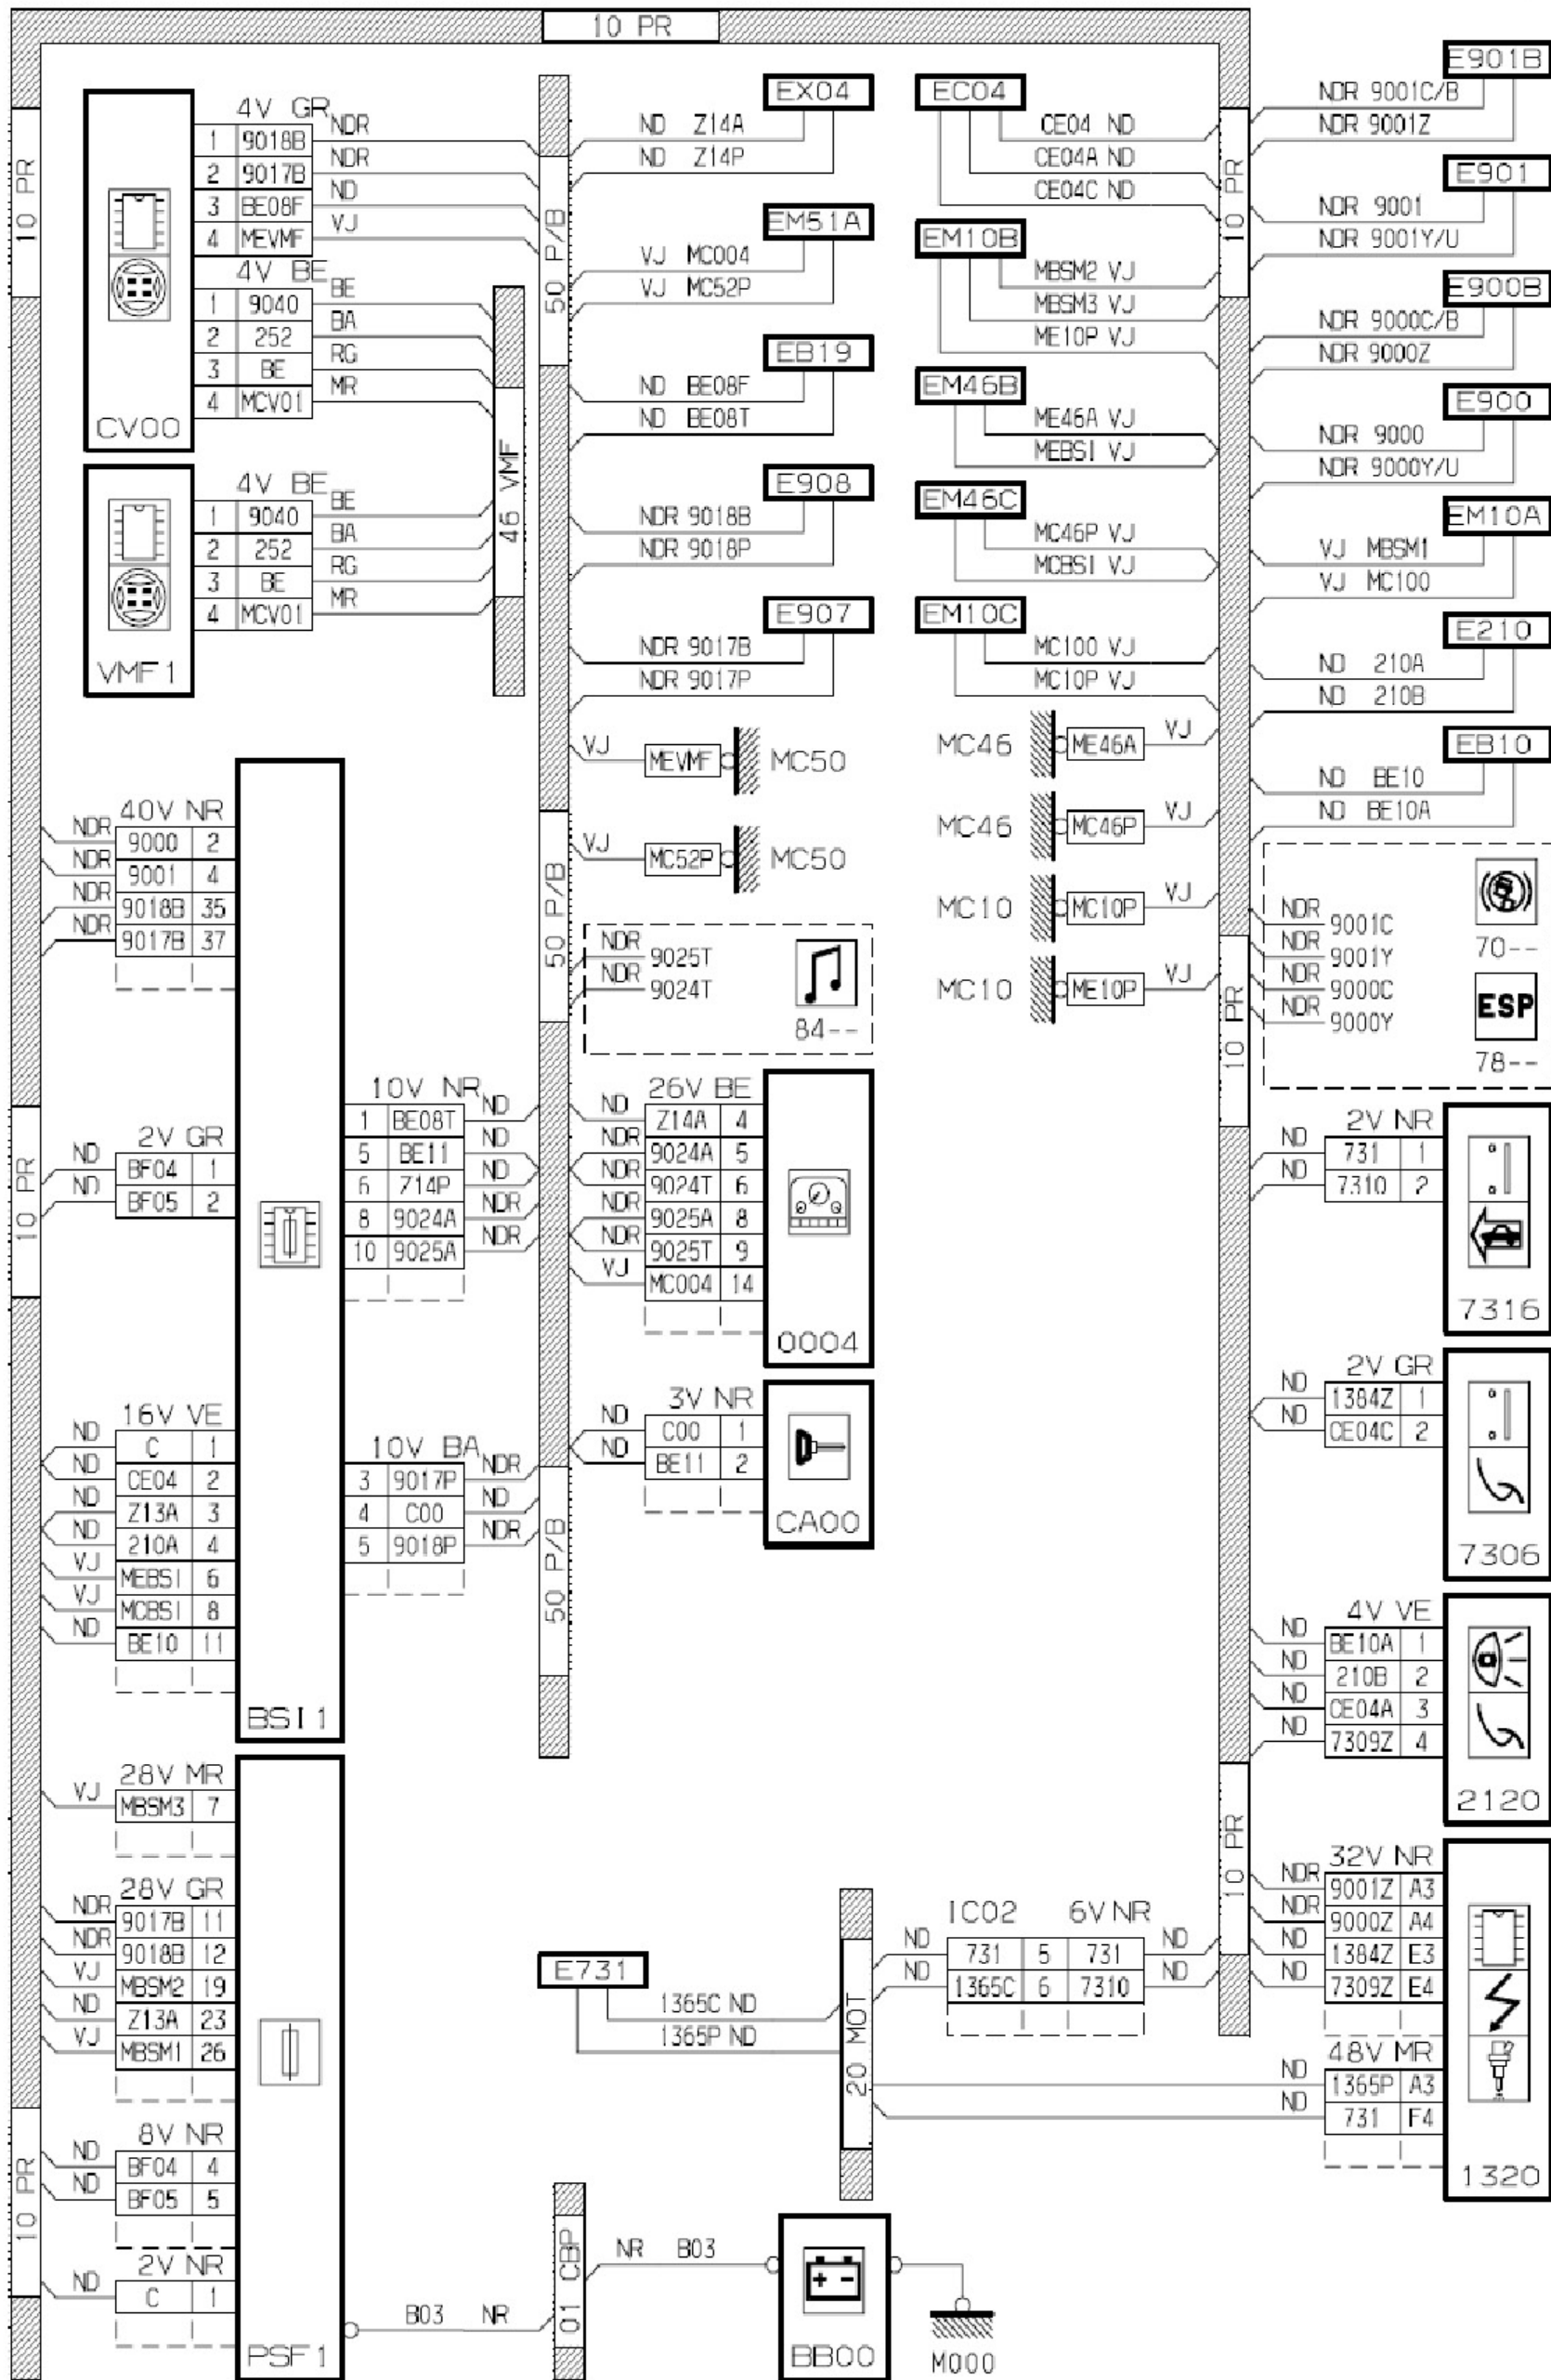 10 PR
10 PR
CV00
4V GR
1 9018B NDR
2 9017B NDR
3 BE08F ND
4 MEVMF VJ
4V BE
1 9040 BE
2 252 BA
3 BE RG
4 MCV01 MR
VMF1
4V BE
1 9040 BE
2 252 BA
3 BE RG
4 MCV01 MR
46 VMF
50 P/B
EX04
ND Z14A
ND Z14P
EM51A
VJ MC004
VJ MC52P
EB19
ND BE08F
ND BE08T
E908
NDR 9018B
NDR 9018P
E907
NDR 9017B
NDR 9017P
VJ MEVMF MC50
VJ MC52P MC50
50 P/B
NDR 9025T
NDR 9024T
84--
EC04
CE04 ND
CE04A ND
CE04C ND
EM10B
MBSM2 VJ
MBSM3 VJ
ME10P VJ
EM46B
ME46A VJ
MEBSI VJ
EM46C
MC46P VJ
MCBSI VJ
EM10C
MC100 VJ
MC10P VJ
MC46 ME46A VJ
MC46 MC46P VJ
MC10 MC10P VJ
MC10 ME10P VJ
10 PR
E901B
NDR 9001C/B
NDR 9001Z
E901
NDR 9001
NDR 9001Y/U
E900B
NDR 9000C/B
NDR 9000Z
E900
NDR 9000
NDR 9000Y/U
EM10A
VJ MBSM1
VJ MC100
E210
ND 210A
ND 210B
EB10
ND BE10
ND BE10A
10 PR
NDR 9001C
NDR 9001Y
NDR 9000C
NDR 9000Y
70--
ESP
78--
40V NR
NDR 9000 2
NDR 9001 4
NDR 9018B 35
NDR 9017B 37
10 PR
2V GR
ND BF04 1
ND BF05 2
16V VE
ND C 1
ND CE04 2
ND Z13A 3
ND 210A 4
VJ MEBSI 6
VJ MCBSI 8
ND BE10 11
BSI1
10V NR
1 BE08T ND
5 BE11 ND
6 Z14P ND
8 9024A NDR
10 9025A NDR
10V BA
3 9017P NDR
4 C00 ND
5 9018P NDR
50 P/B
26V BE
ND Z14A 4
NDR 9024A 5
NDR 9024T 6
NDR 9025A 8
NDR 9025T 9
VJ MC004 14
0004
3V NR
ND C00 1
ND BE11 2
CA00
2V NR
ND 731 1
ND 7310 2
7316
2V GR
ND 1384Z 1
ND CE04C 2
7306
4V VE
ND BE10A 1
ND 210B 2
ND CE04A 3
ND 7309Z 4
2120
28V MR
VJ MBSM3 7
28V GR
NDR 9017B 11
NDR 9018B 12
VJ MBSM2 19
ND Z13A 23
VJ MBSM1 26
10 PR
8V NR
ND BF04 4
ND BF05 5
2V NR
ND C 1
PSF1
B03 NR
01 CBP
NR B03
BB00
M000
E731
1365C ND
1365P ND
20 MOT
IC02 6V NR
ND 731 5 731 ND
ND 1365C 6 7310 ND
10 PR
32V NR
NDR 9001Z A3
NDR 9000Z A4
ND 1384Z E3
ND 7309Z E4
48V MR
ND 1365P A3
ND 731 F4
1320